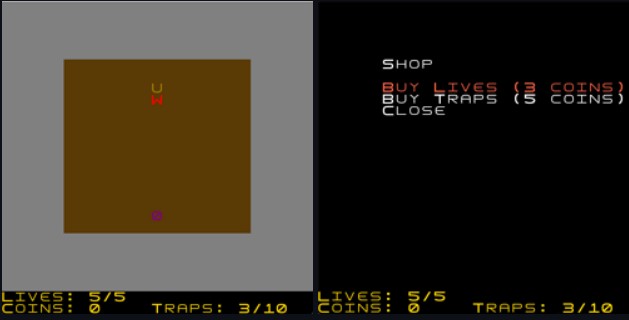 U
W
0
LIVES: 5/5
COINS: 0 TRAPS: 3/10
SHOP
BUY LIVES (3 COINS)
BUY TRAPS (5 COINS)
CLOSE
LIVES: 5/5
COINS: 0 TRAPS: 3/10